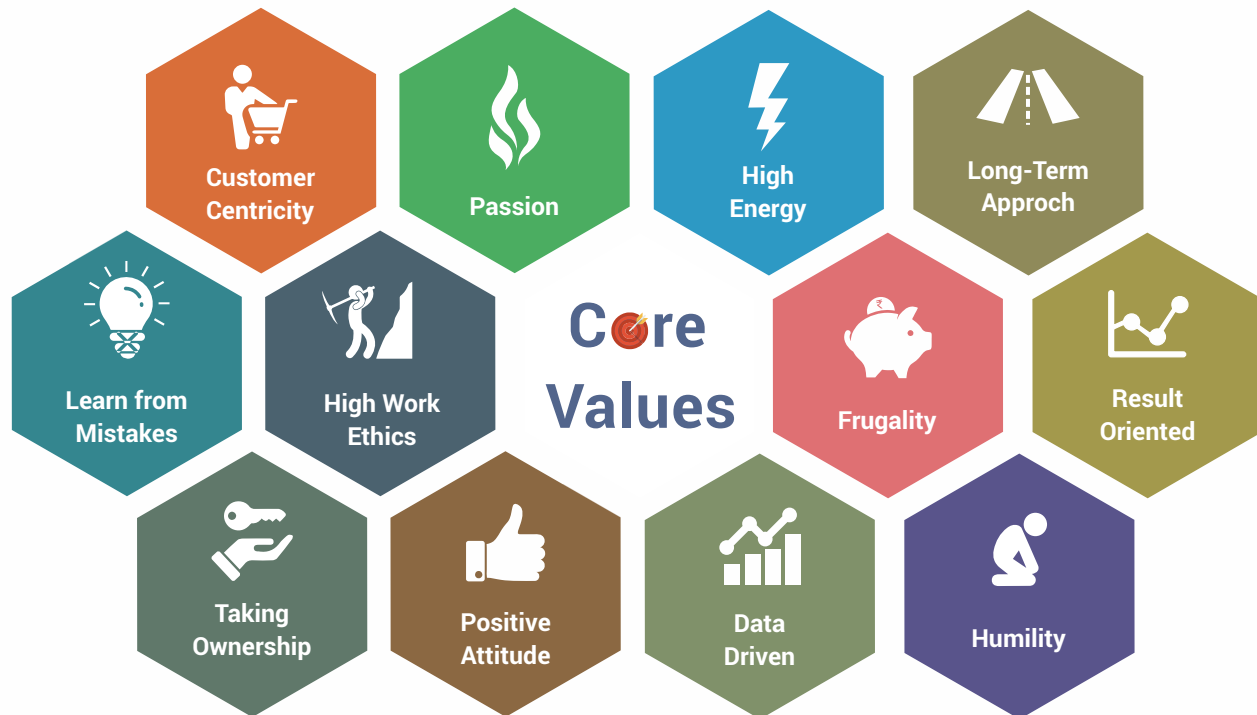 Customer
Centricity
Passion
High
Energy
Long-Term
Approch
Learn from
Mistakes
High Work
Ethics
Core
Values
₹
Frugality
Result
Oriented
Taking
Ownership
Positive
Attitude
Data
Driven
Humility